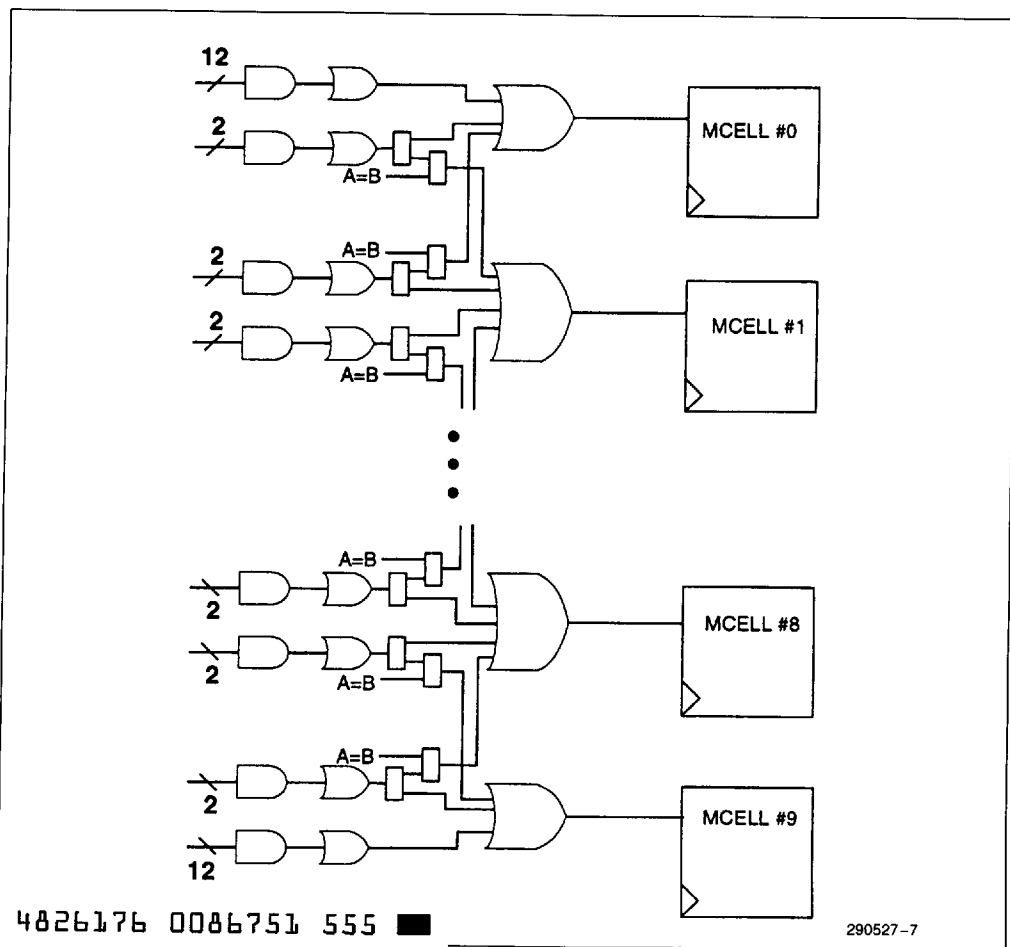 12
MCELL #0
2
A=B
A=B
2
MCELL #1
2
A=B
A=B
2
MCELL #8
2
A=B
A=B
2
MCELL #9
12
4826176 0086751 555
290527-7